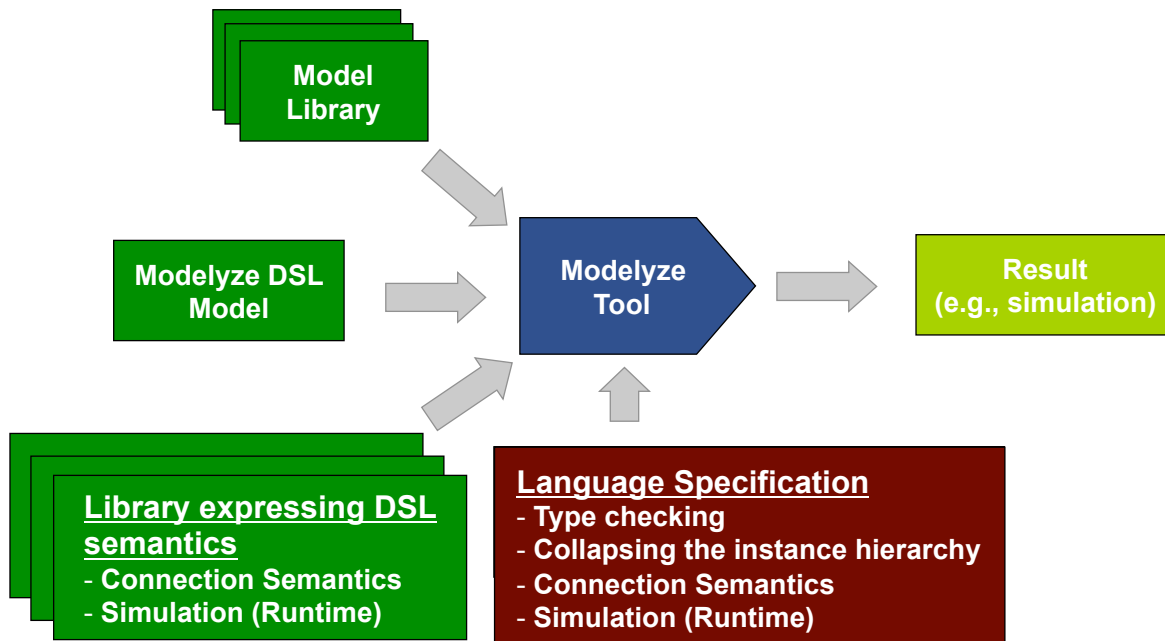 Model
Library
Modelyze DSL
Model
Modelyze
Tool
Result
(e.g., simulation)
Library expressing DSL
semantics
- Connection Semantics
- Simulation (Runtime)
Language Specification
- Type checking
- Collapsing the instance hierarchy
- Connection Semantics
- Simulation (Runtime)